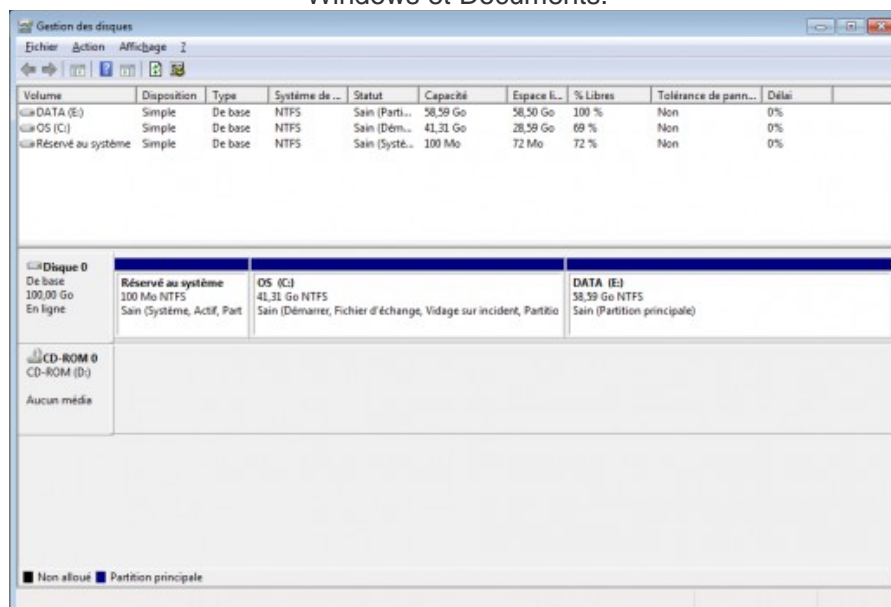 Windows et Documents.
Gestion des disques
Fichier Action Affichage ?
Volume Disposition Type Système de ... Statut Capacité Espace li... % Libres Tolérance de pann... Délai
DATA (E:) Simple De base NTFS Sain (Parti... 58,59 Go 58,50 Go 100 % Non 0%
OS (C:) Simple De base NTFS Sain (Dém... 41,31 Go 28,59 Go 69 % Non 0%
Réservé au système Simple De base NTFS Sain (Systè... 100 Mo 72 Mo 72 % Non 0%
Disque 0
De base
100,00 Go
En ligne
Réservé au système
100 Mo NTFS
Sain (Système, Actif, Part
OS (C:)
41,31 Go NTFS
Sain (Démarrer, Fichier d'échange, Vidage sur incident, Partitio
DATA (E:)
58,59 Go NTFS
Sain (Partition principale)
CD-ROM 0
CD-ROM (D:)
Aucun média
Non alloué Partition principale